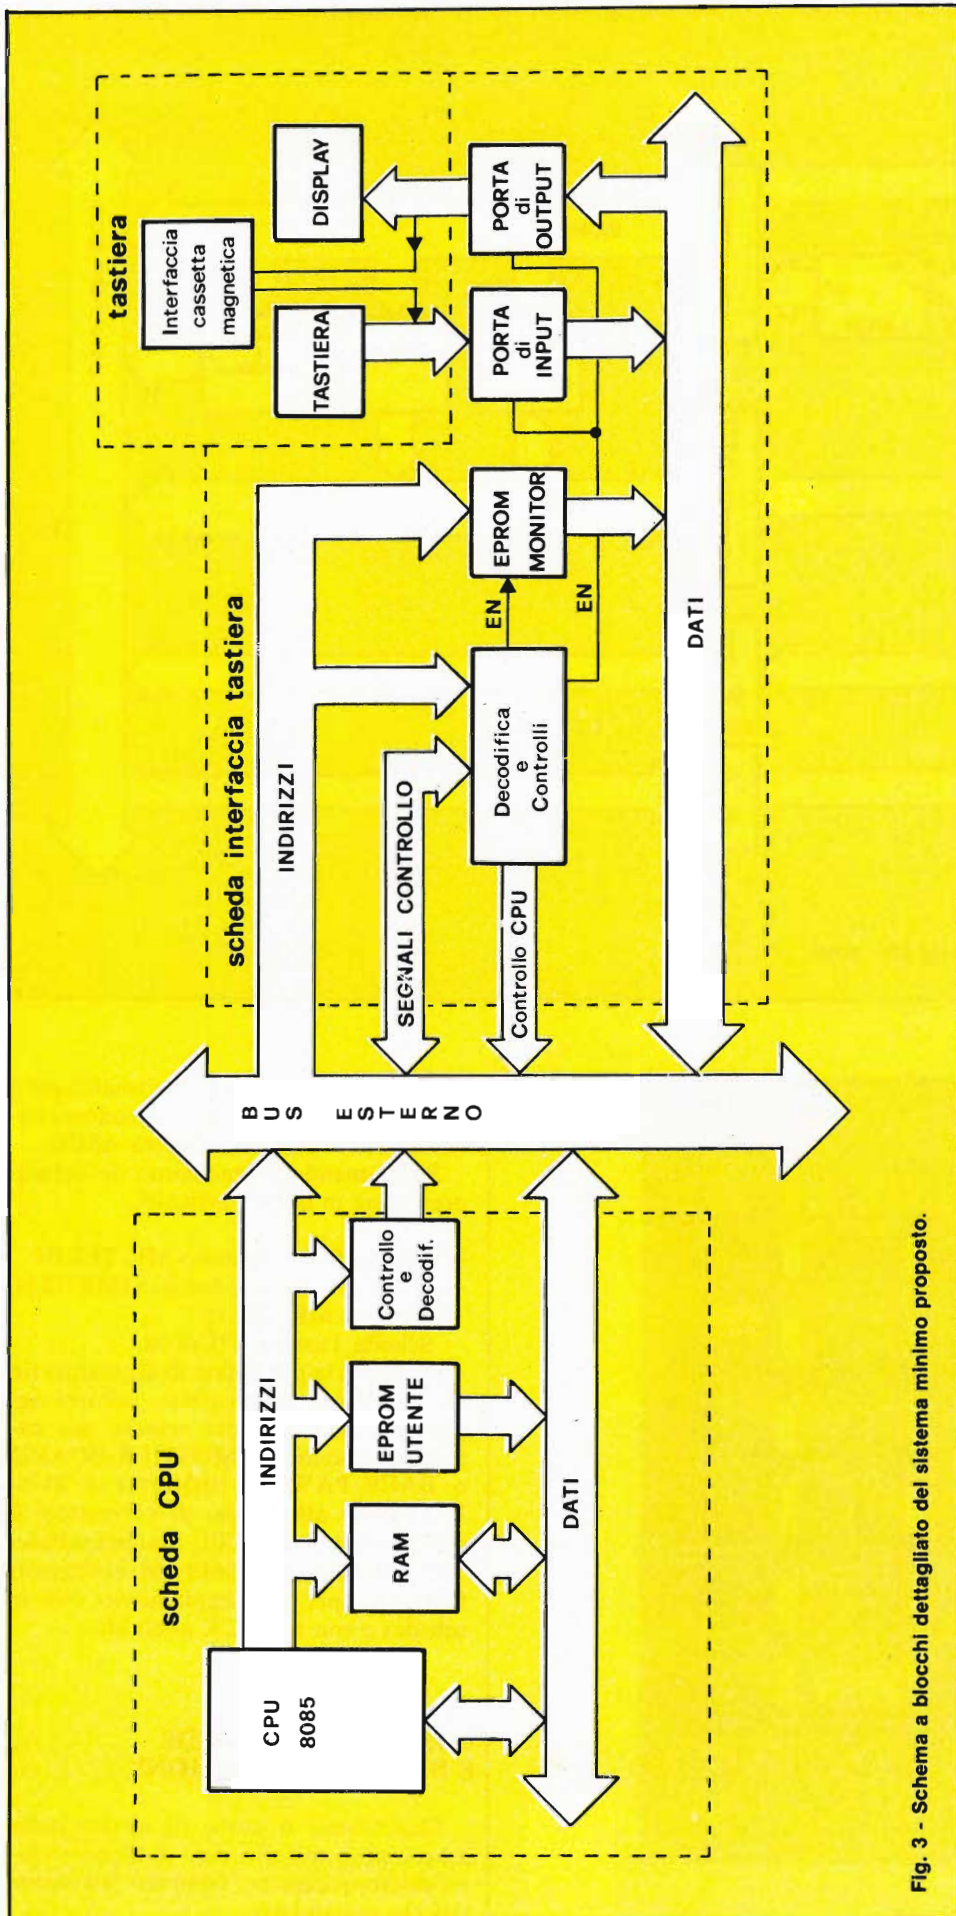 scheda CPU
CPU
8085
INDIRIZZI
RAM
EPROM
UTENTE
Controllo
e
Decodif.
DATI
BUS ESTERNO
scheda interfaccia tastiera
INDIRIZZI
SEGNALI CONTROLLO
Controllo CPU
Decodifica
e
Controlli
EN
EN
EPROM
MONITOR
DATI
tastiera
Interfaccia
cassetta
magnetica
TASTIERA
DISPLAY
PORTA
di
INPUT
PORTA
di
OUTPUT
Fig. 3 - Schema a blocchi dettagliato del sistema minimo proposto.